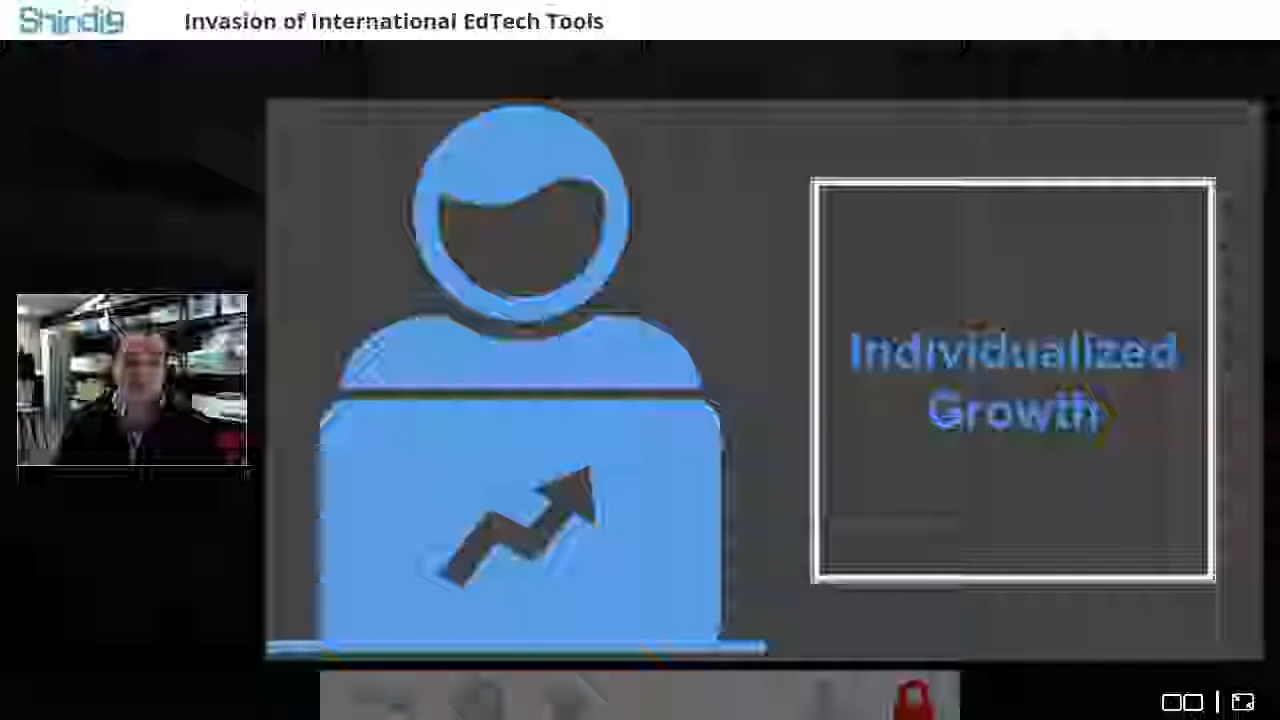 Shindig
Invasion of International EdTech Tools
Individualized
Growth